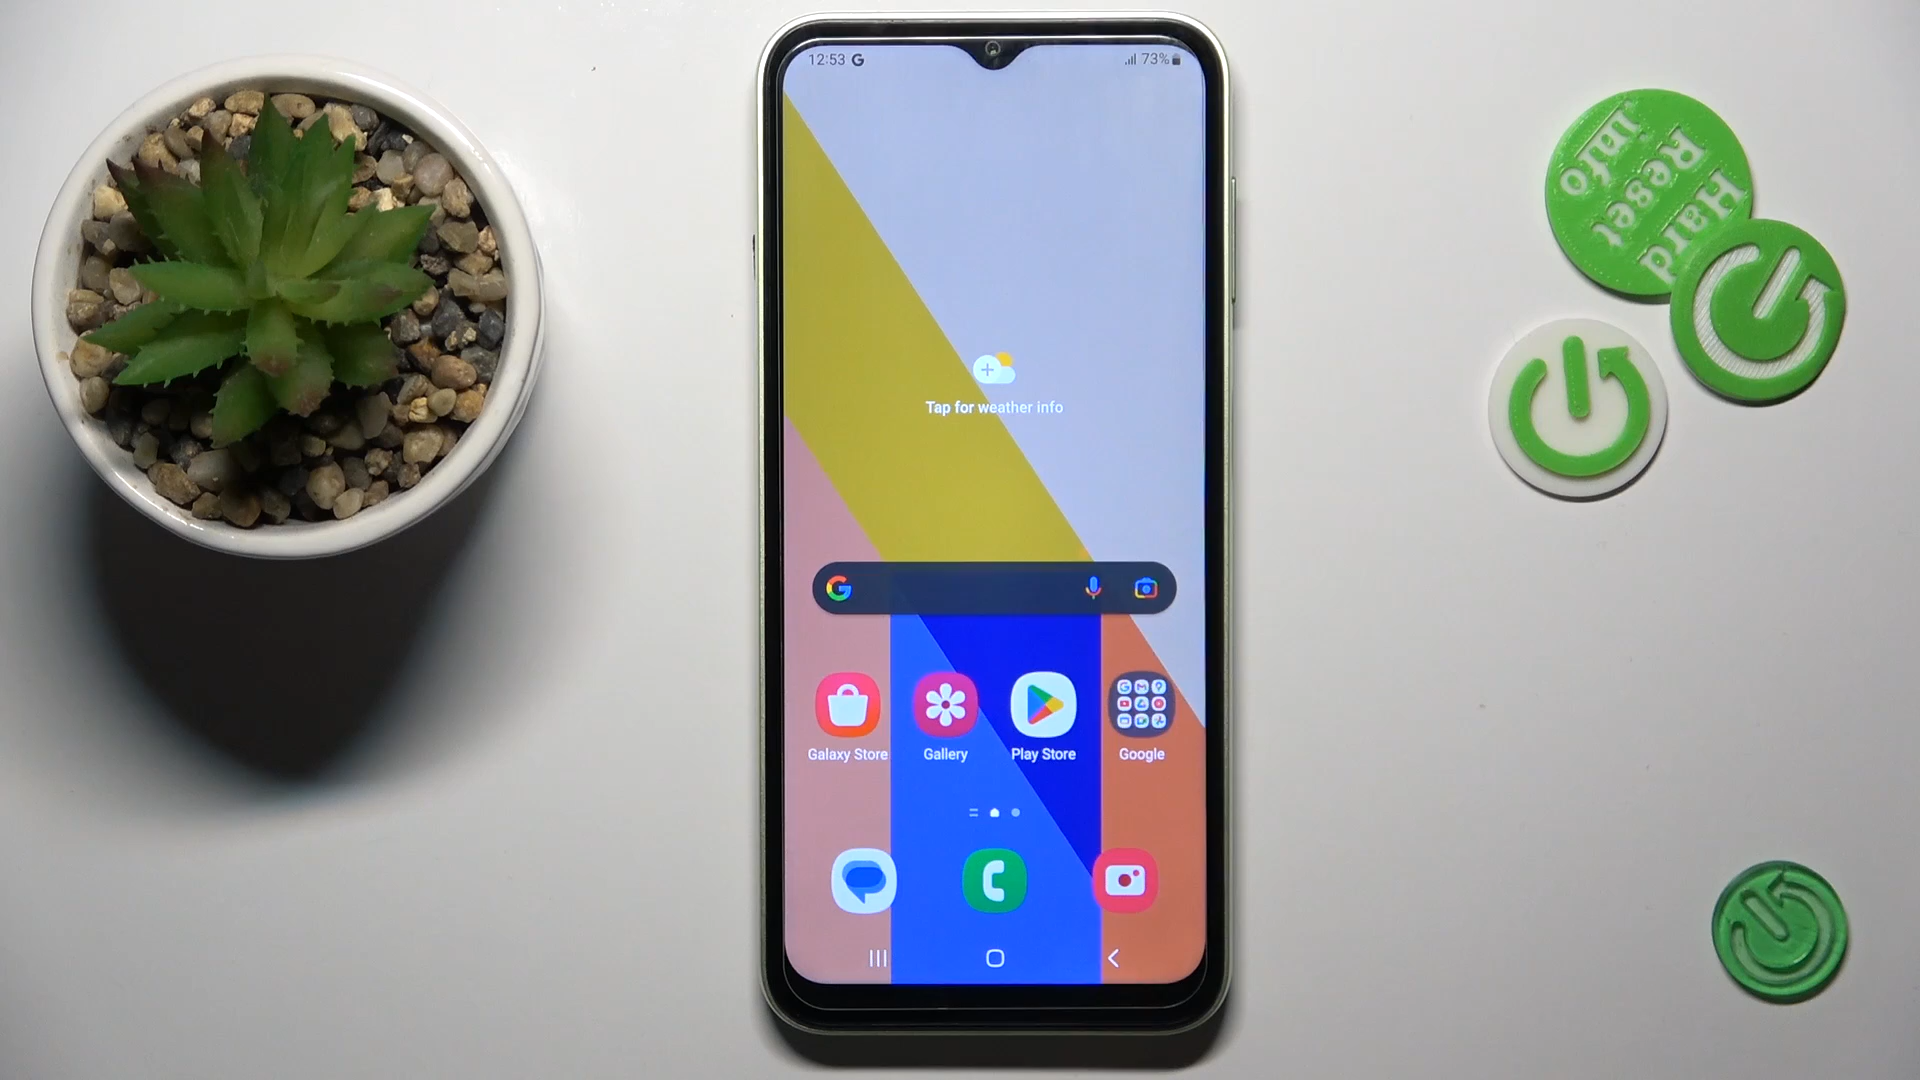 12:53 G
73%
Tap for weather info
Galaxy Store
Gallery
Play Store
Google
Hard
Reset
info